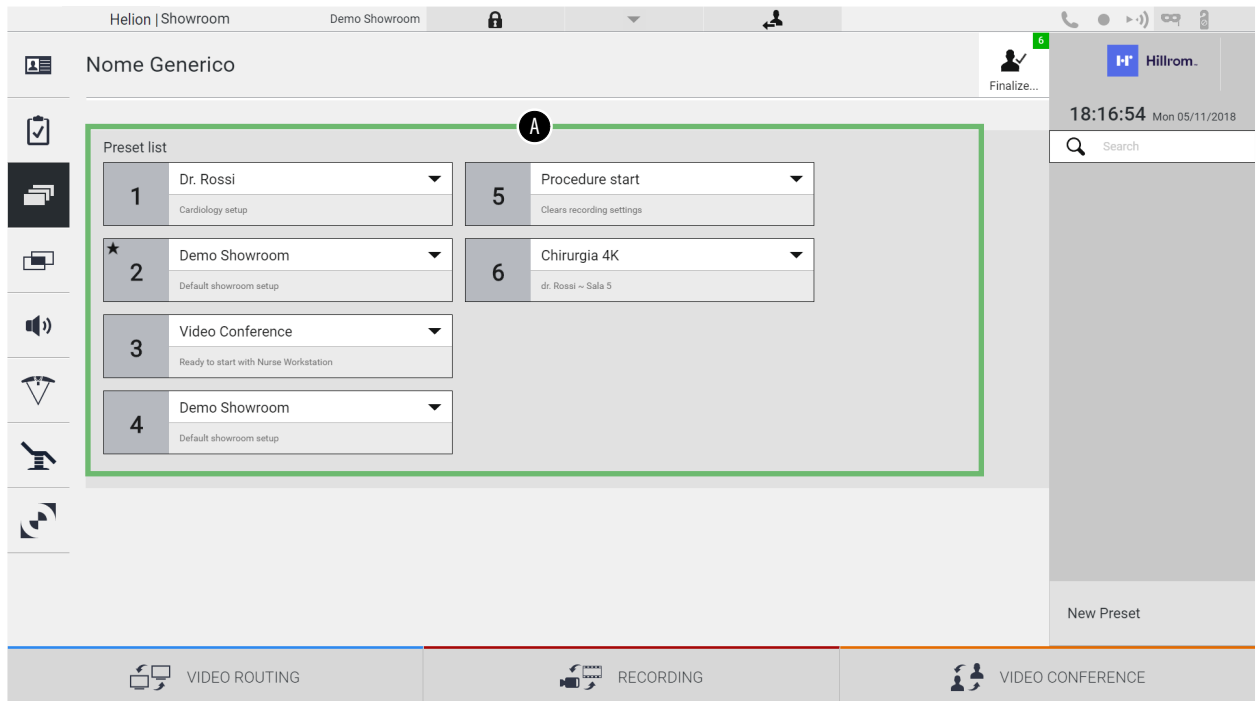 Helion | Showroom
Demo Showroom
Nome Generico
6
Finalize...
Hillrom™
18:16:54 Mon 05/11/2018
Search
A
Preset list
1
Dr. Rossi
Cardiology setup
2
Demo Showroom
Default showroom setup
3
Video Conference
Ready to start with Nurse Workstation
4
Demo Showroom
Default showroom setup
5
Procedure start
Clears recording settings
6
Chirurgia 4K
dr. Rossi ~ Sala 5
New Preset
VIDEO ROUTING
RECORDING
VIDEO CONFERENCE